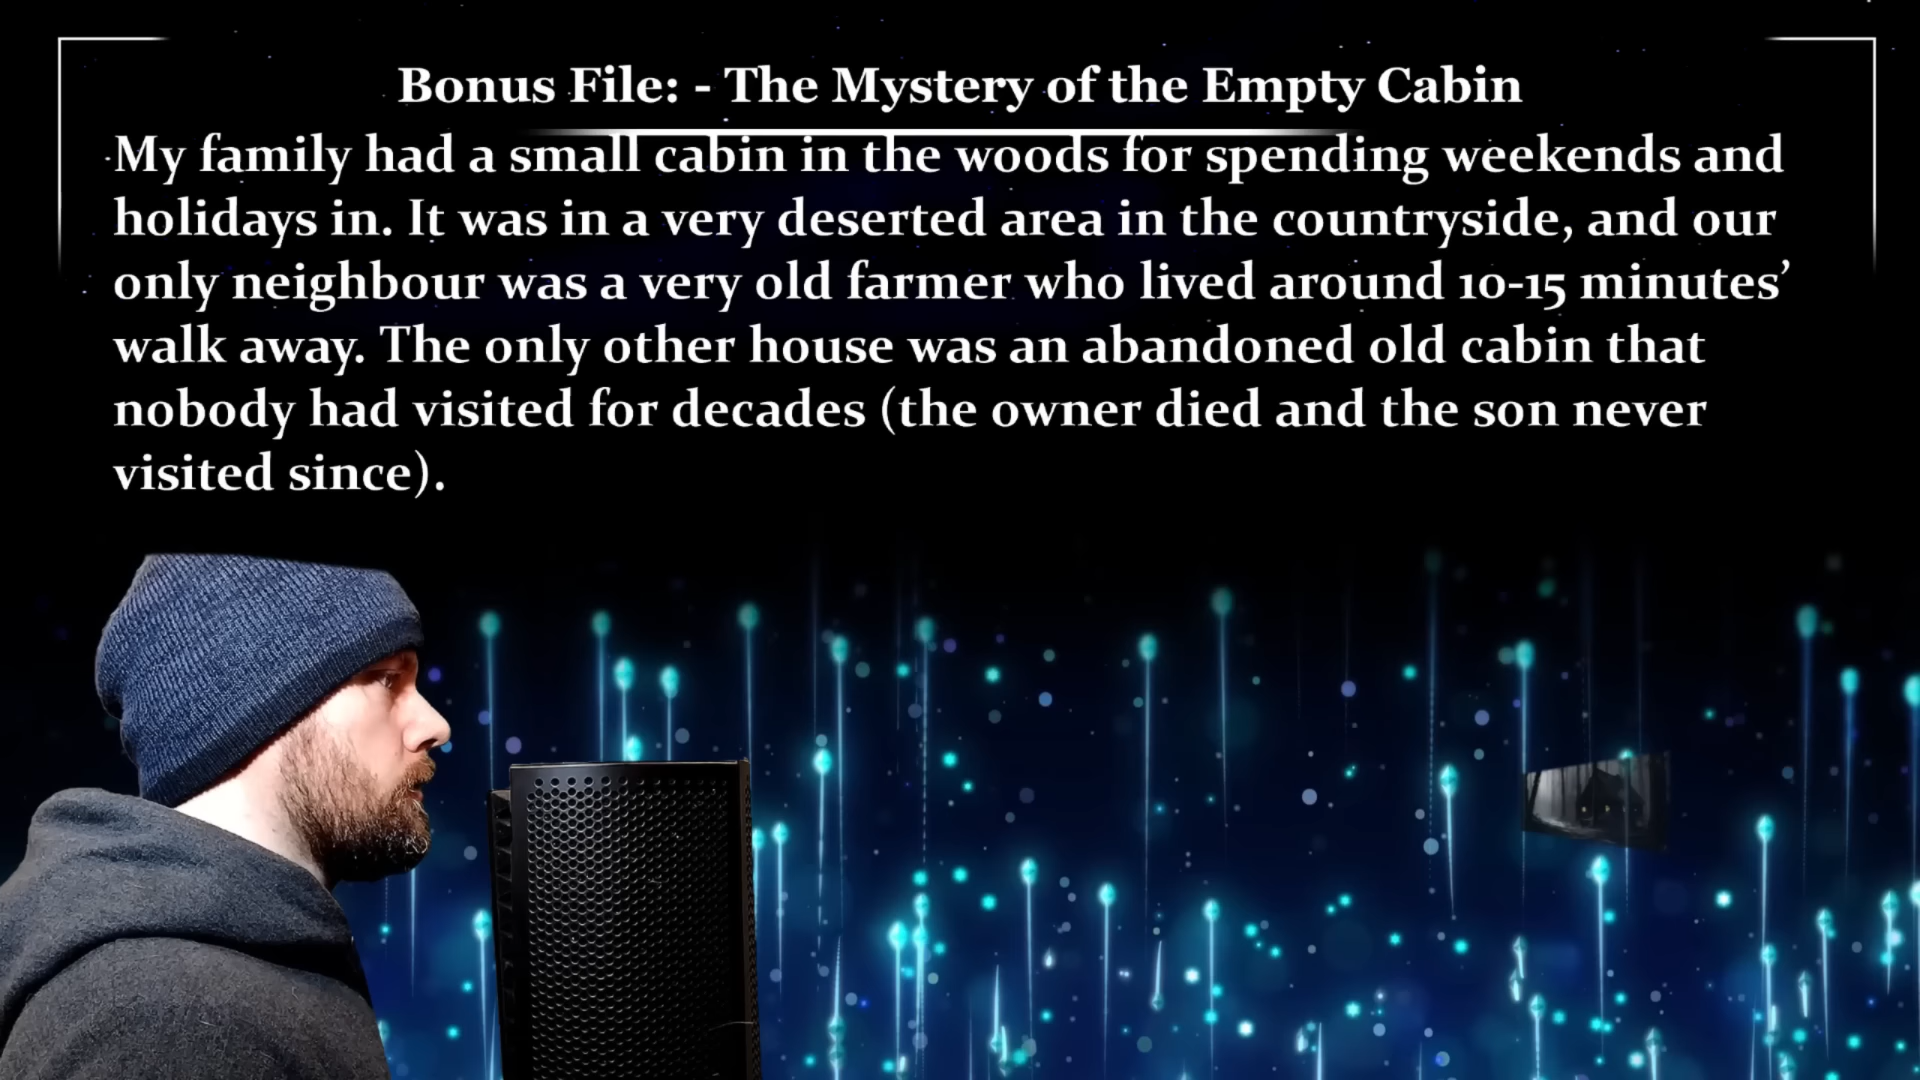 Bonus File: - The Mystery of the Empty Cabin
My family had a small cabin in the woods for spending weekends and
holidays in. It was in a very deserted area in the countryside, and our
only neighbour was a very old farmer who lived around 10-15 minutes’
walk away. The only other house was an abandoned old cabin that
nobody had visited for decades (the owner died and the son never
visited since).